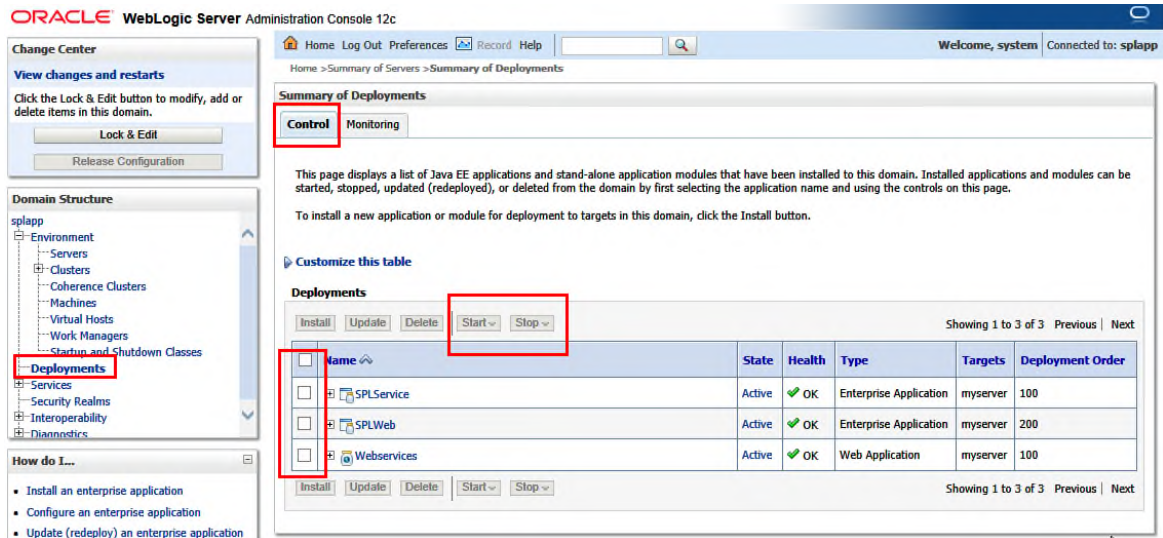 ORACLE WebLogic Server Administration Console 12c
Change Center
View changes and restarts
Click the Lock & Edit button to modify, add or
delete items in this domain.
Lock & Edit
Release Configuration
Domain Structure
splapp
Environment
Servers
Clusters
Coherence Clusters
Machines
Virtual Hosts
Work Managers
Startup and Shutdown Classes
Deployments
Services
Security Realms
Interoperability
Diagnostics
How do I...
Install an enterprise application
Configure an enterprise application
Update (redeploy) an enterprise application
Home Log Out Preferences Record Help
Welcome, system Connected to: splapp
Home >Summary of Servers >Summary of Deployments
Summary of Deployments
Control Monitoring
This page displays a list of Java EE applications and stand-alone application modules that have been installed to this domain. Installed applications and modules can be
started, stopped, updated (redeployed), or deleted from the domain by first selecting the application name and using the controls on this page.
To install a new application or module for deployment to targets in this domain, click the Install button.
Customize this table
Deployments
Install Update Delete Start Stop Showing 1 to 3 of 3 Previous | Next
Name State Health Type Targets Deployment Order
SPLService Active OK Enterprise Application myserver 100
SPLWeb Active OK Enterprise Application myserver 200
Webservices Active OK Web Application myserver 100
Install Update Delete Start Stop Showing 1 to 3 of 3 Previous | Next